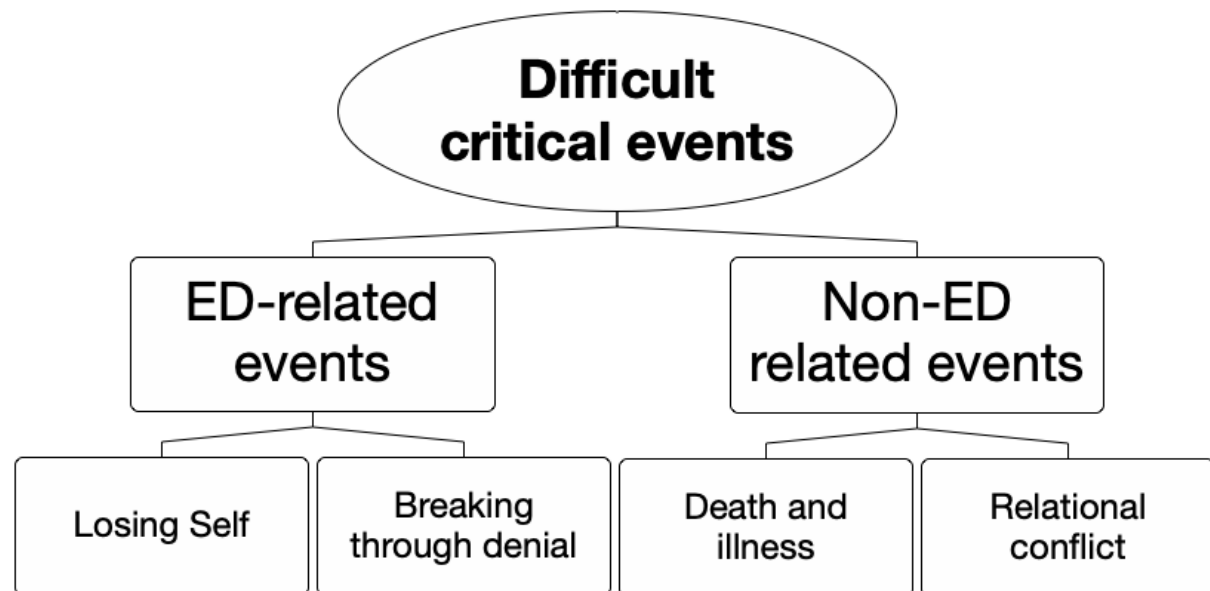 Difficult
critical events
ED-related
events
Non-ED
related events
Losing Self
Breaking
through denial
Death and
illness
Relational
conflict